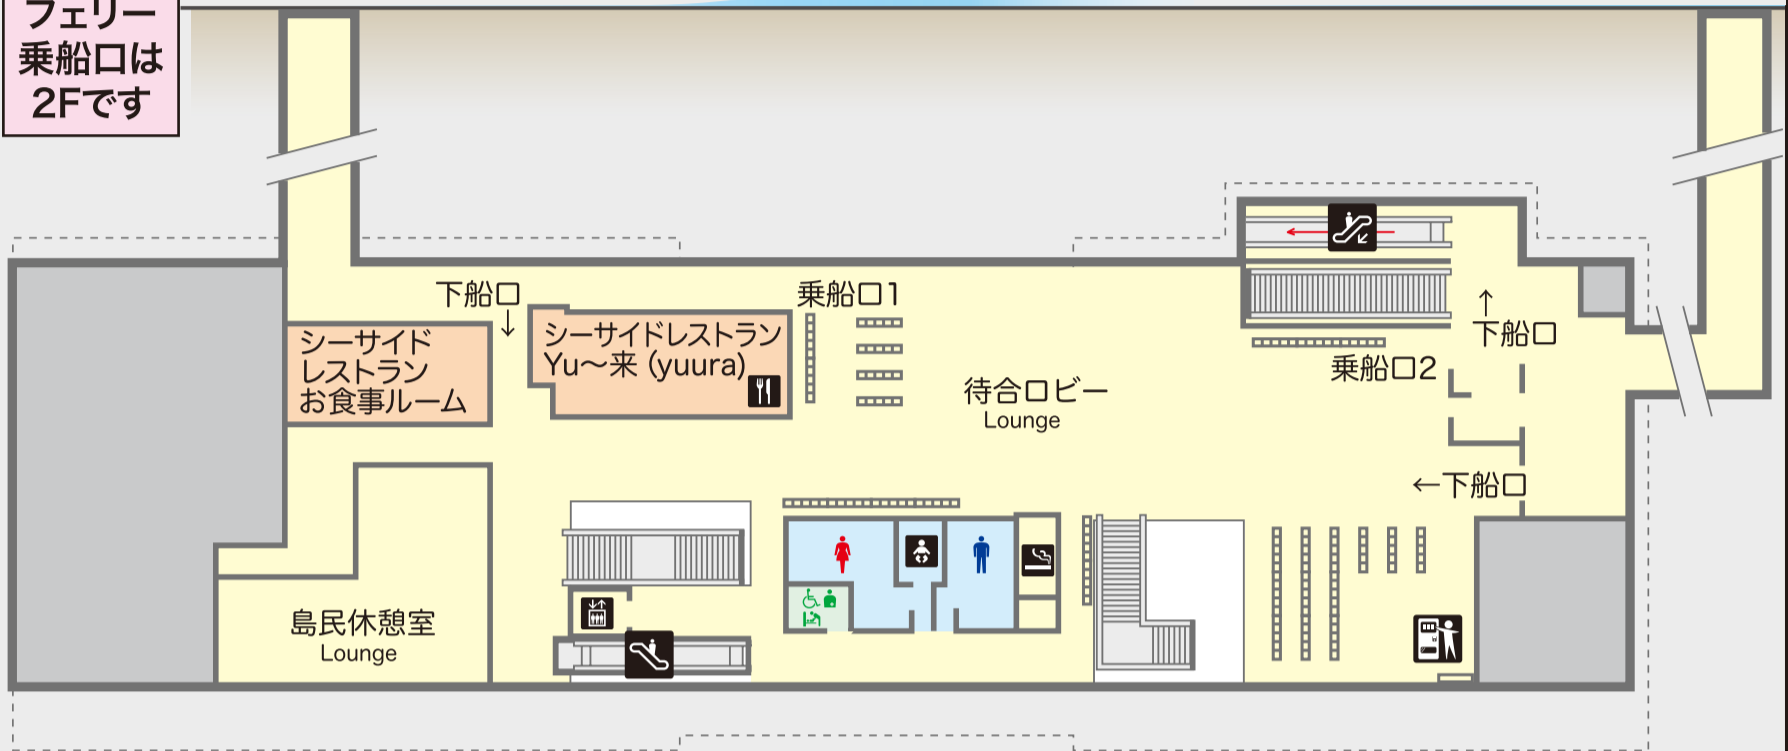 フェリー
乗船口は
2Fです
下船口
↓
シーサイド
レストラン
お食事ルーム
シーサイドレストラン
Yu～来 (yuura)
乗船口1
待合ロビー
Lounge
↑
下船口
乗船口2
←下船口
島民休憩室
Lounge